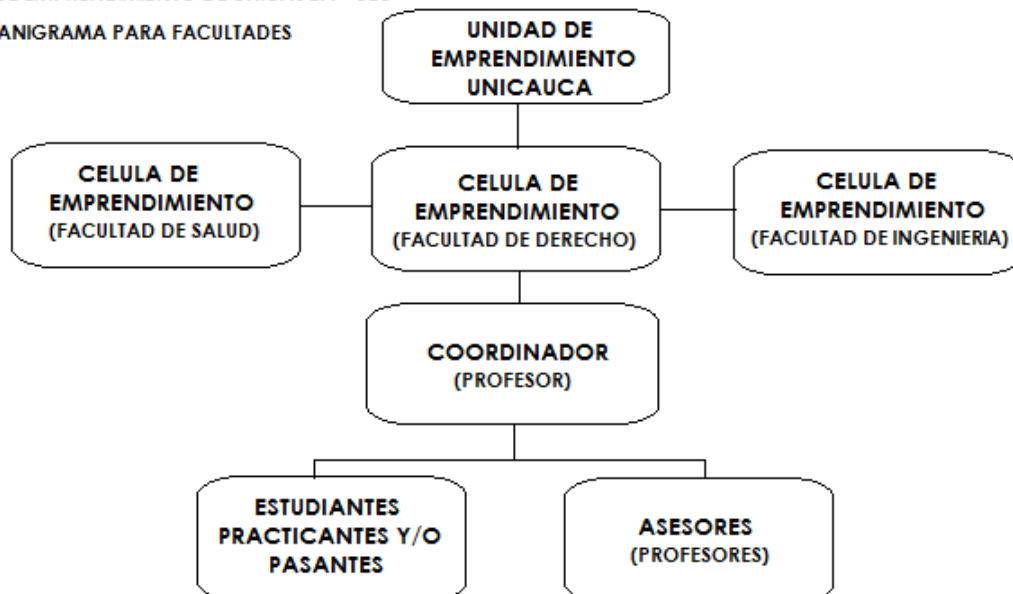 ANIGRAMA PARA FACULTADES
UNIDAD DE
EMPRENDIMIENTO
UNICAUCA
CELULA DE
EMPRENDIMIENTO
(FACULTAD DE SALUD)
CELULA DE
EMPRENDIMIENTO
(FACULTAD DE DERECHO)
CELULA DE
EMPRENDIMIENTO
(FACULTAD DE INGENIERIA)
COORDINADOR
(PROFESOR)
ESTUDIANTES
PRACTICANTES Y/O
PASANTES
ASESORES
(PROFESORES)